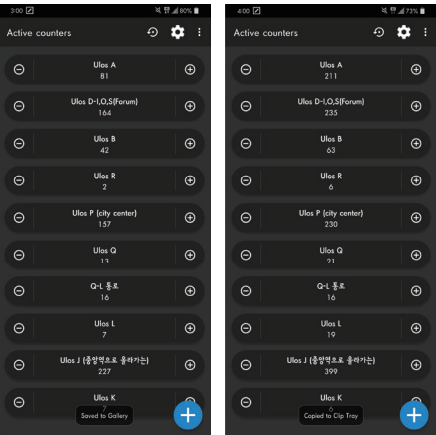 3:00 80%
Active counters
Ulos A
81
Ulos D-I,O,S(Forum)
164
Ulos B
42
Ulos R
2
Ulos P (city center)
157
Ulos Q
13
Q-L 통로
16
Ulos L
7
Ulos J (중앙역으로 올라가는)
227
Ulos K
7
Saved to Gallery
4:00 73%
Active counters
Ulos A
211
Ulos D-I,O,S(Forum)
235
Ulos B
63
Ulos R
6
Ulos P (city center)
230
Ulos Q
21
Q-L 통로
16
Ulos L
19
Ulos J (중앙역으로 올라가는)
399
Ulos K
6
Copied to Clip Tray